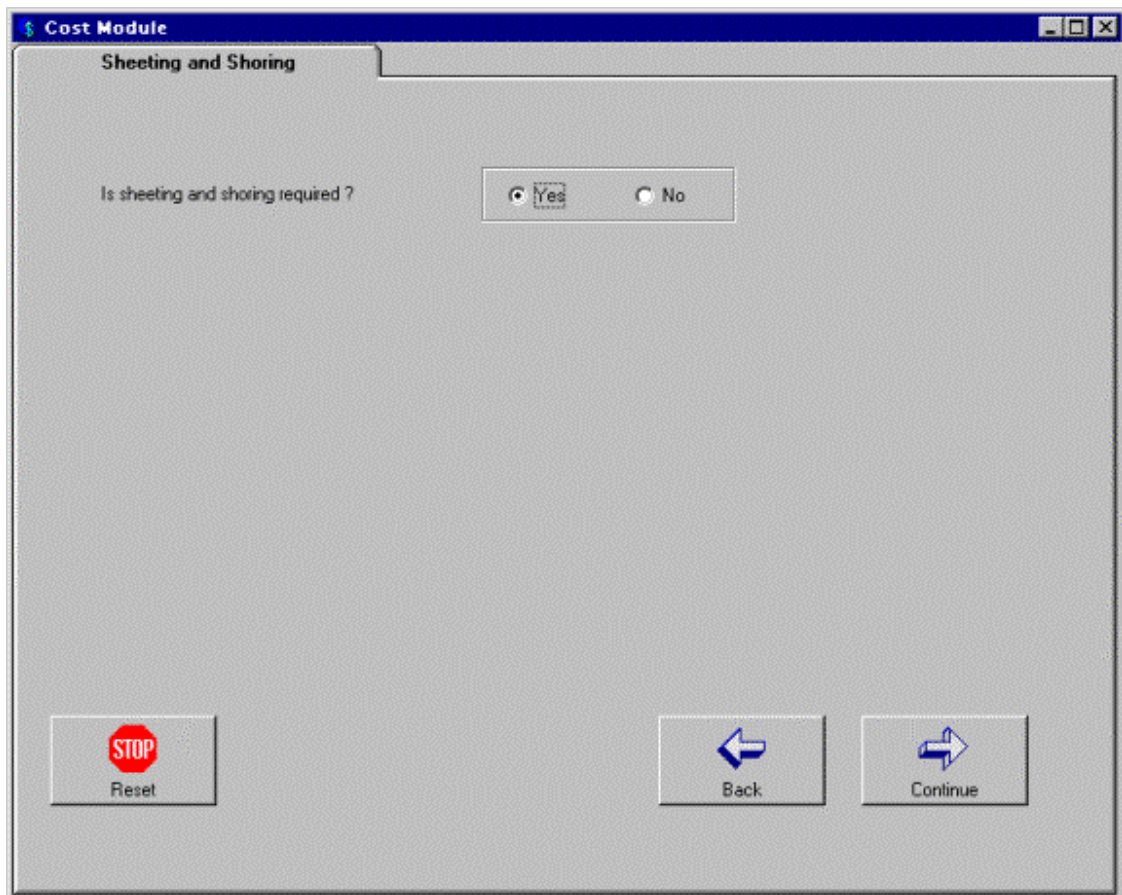 Cost Module
Sheeting and Shoring
Is sheeting and shoring required ?
Yes No
STOP
Reset
Back
Continue